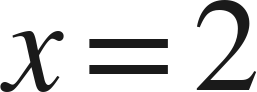 x = 2